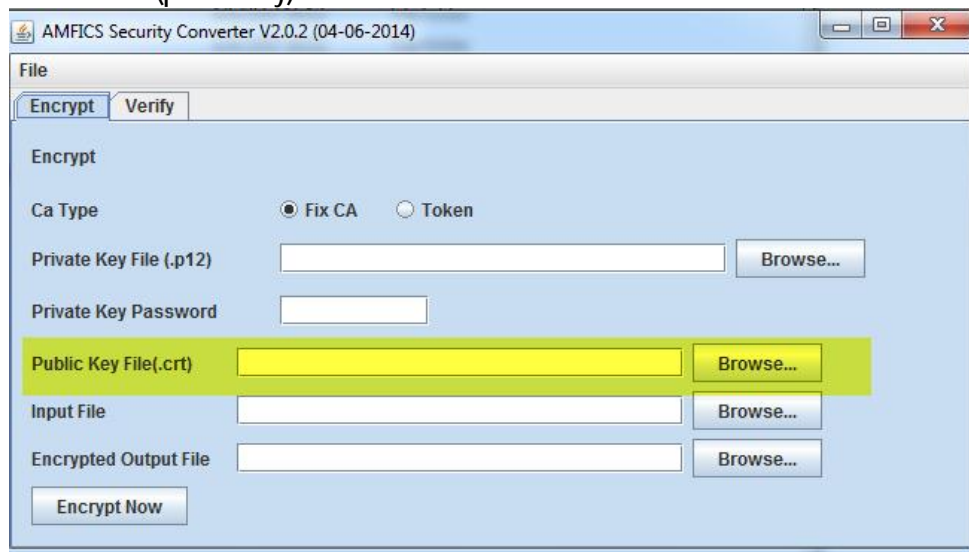 AMFICS Security Converter V2.0.2 (04-06-2014)
File
Encrypt Verify
Encrypt
Ca Type Fix CA Token
Private Key File (.p12) Browse...
Private Key Password
Public Key File(.crt) Browse...
Input File Browse...
Encrypted Output File Browse...
Encrypt Now